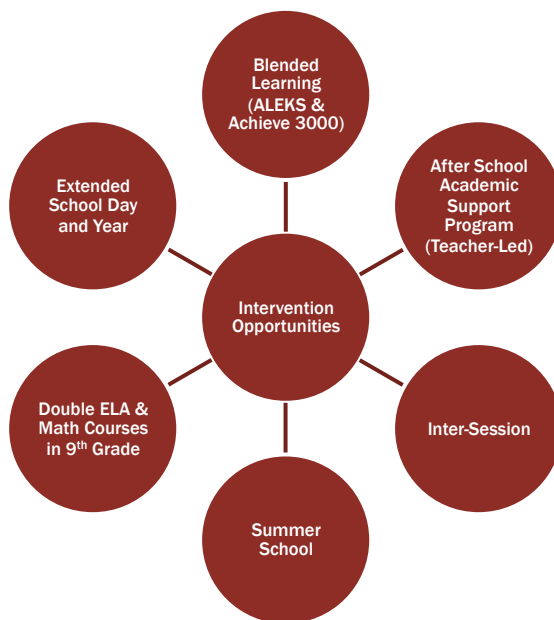 Blended
Learning
(ALEKS &
Achieve 3000)
Extended
School Day
and Year
After School
Academic
Support
Program
(Teacher-Led)
Intervention
Opportunities
Double ELA &
Math Courses
in 9th Grade
Inter-Session
Summer
School